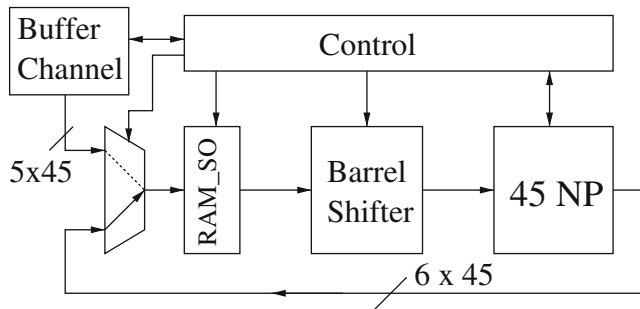 Buffer
Channel
Control
5x45
RAM_SO
Barrel
Shifter
45 NP
6 x 45